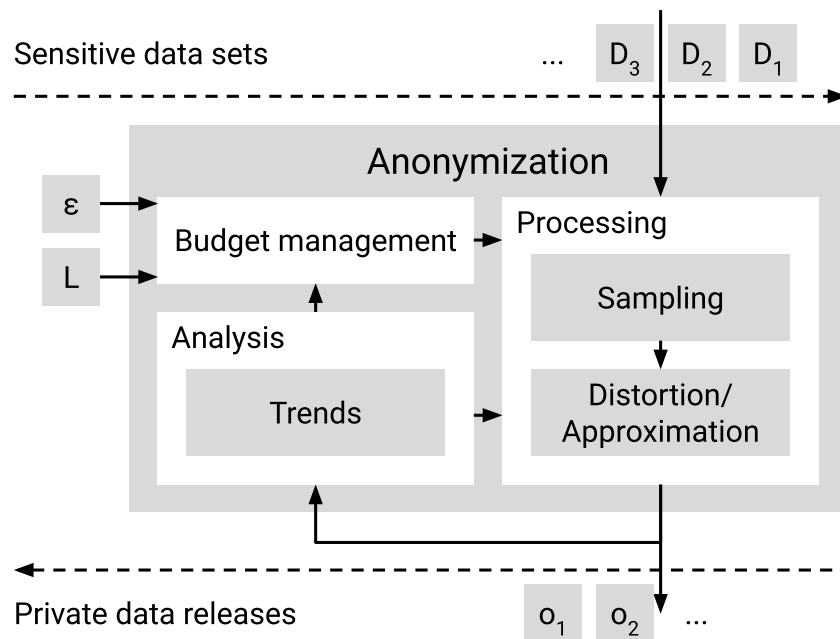 Sensitive data sets ... D3 D2 D1
Anonymization
ε
Budget management
L
Processing
Sampling
Analysis
Trends
Distortion/
Approximation
Private data releases o1 o2 ...